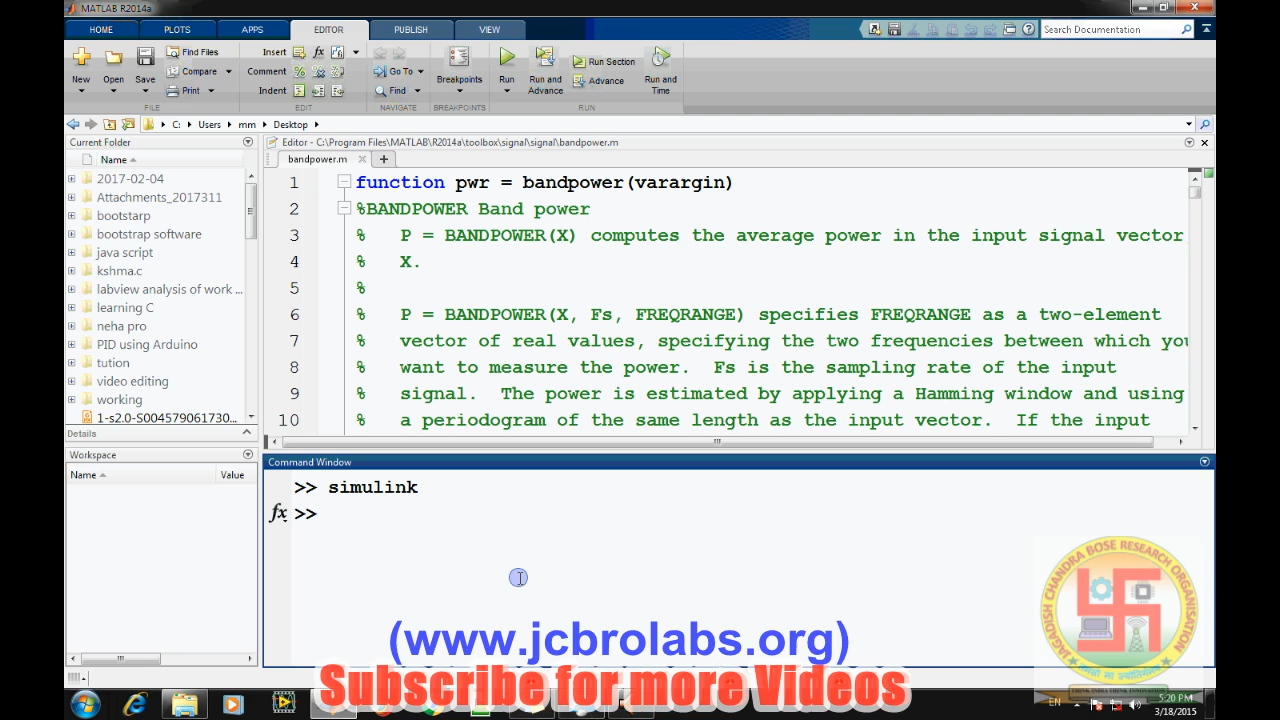 MATLAB R2014a
HOME PLOTS APPS EDITOR PUBLISH VIEW
Search Documentation
New Open Save
Find Files
Compare
Print
FILE
Insert
Comment
Indent
EDIT
Go To
Find
NAVIGATE
Breakpoints
BREAKPOINTS
Run
Run and Advance
Run Section
Advance
Run and Time
RUN
C: Users mm Desktop
Current Folder
Name
2017-02-04
Attachments_2017311
bootstarp
bootstrap software
java script
kshma.c
labview analysis of work ...
learning C
neha pro
PID using Arduino
tution
video editing
working
1-s2.0-S004579061730...
Details
Workspace
Name Value
Editor - C:\Program Files\MATLAB\R2014a\toolbox\signal\signal\bandpower.m
bandpower.m
1 function pwr = bandpower(varargin)
2 %BANDPOWER Band power
3 % P = BANDPOWER(X) computes the average power in the input signal vector
4 % X.
5 %
6 % P = BANDPOWER(X, Fs, FREQRANGE) specifies FREQRANGE as a two-element
7 % vector of real values, specifying the two frequencies between which you
8 % want to measure the power. Fs is the sampling rate of the input
9 % signal. The power is estimated by applying a Hamming window and using
10 % a periodogram of the same length as the input vector. If the input
Command Window
>> simulink
fx >>
JAGADISH CHANDRA BOSE RESEARCH ORGANISATION
THINK INDIA THINK INNOVATION
(www.jcbrolabs.org)
Subscribe for more Videos
EN
5:20 PM
3/18/2015